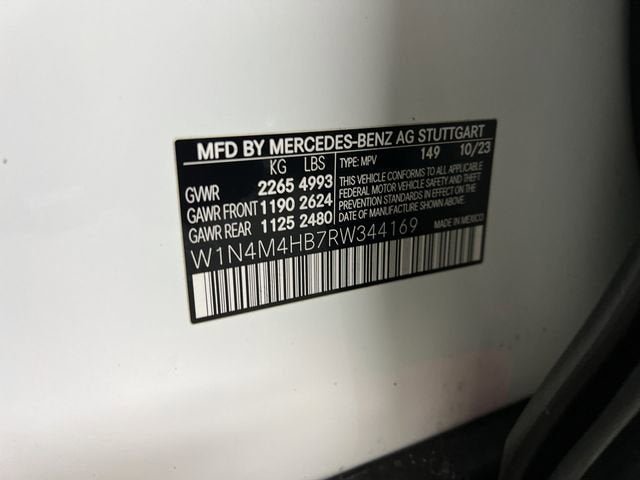 MFD BY MERCEDES-BENZ AG STUTTGART
KG LBS
TYPE: MPV 149 10/23
GVWR 2265 4993
GAWR FRONT 1190 2624
GAWR REAR 1125 2480
THIS VEHICLE CONFORMS TO ALL APPLICABLE
FEDERAL MOTOR VEHICLE SAFETY AND THEFT
PREVENTION STANDARDS IN EFFECT ON THE
DATE OF MANUFACTURE SHOWN ABOVE.
W1N4M4HB7RW344169
MADE IN MEXICO